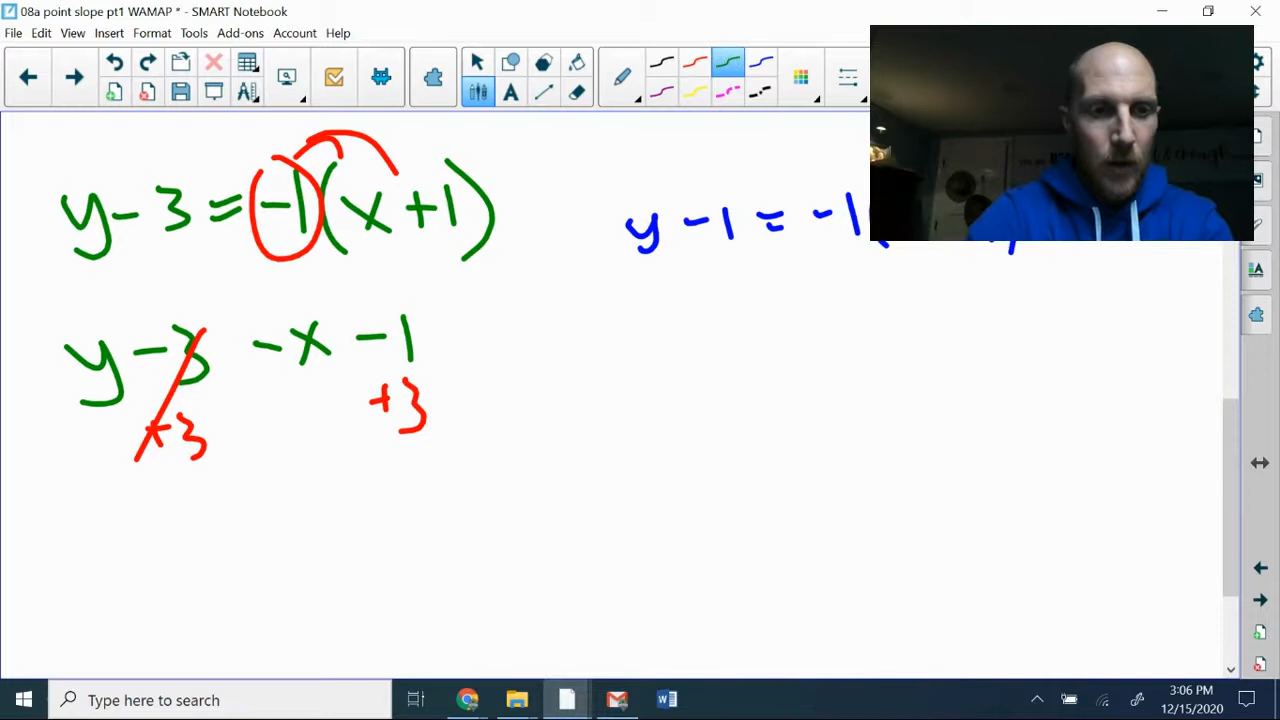 08a point slope pt1 WAMAP * - SMART Notebook
File Edit View Insert Format Tools Add-ons Account Help
y - 3 = -1(x + 1)
y - 1 = -1(
y - 3 -x - 1
+3 +3
Type here to search
3:06 PM
12/15/2020